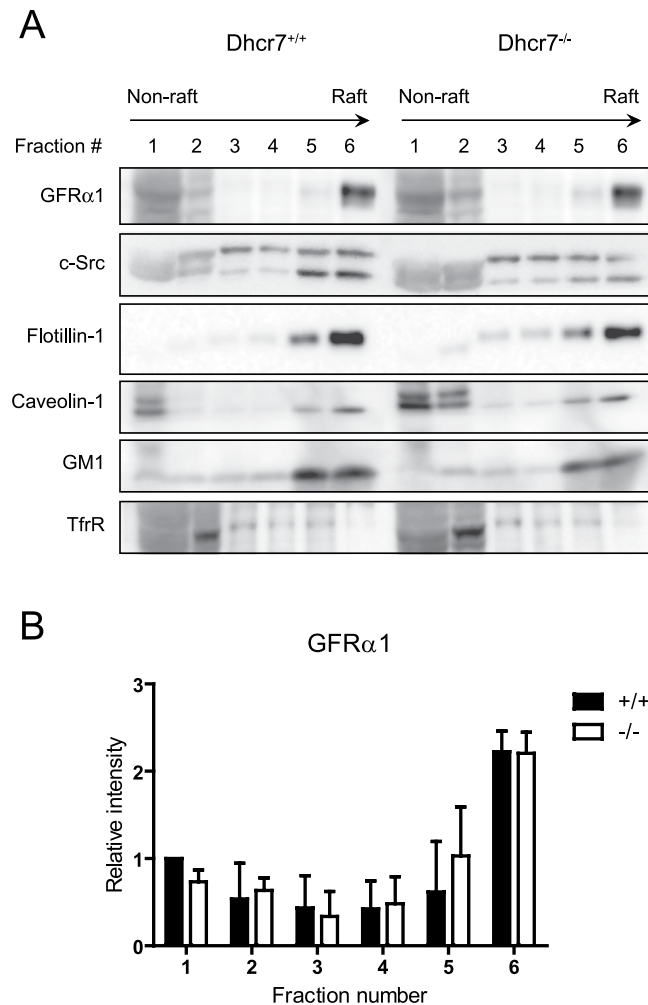 A
Dhcr7+/+ Dhcr7-/-
Non-raft Raft Non-raft Raft
Fraction # 1 2 3 4 5 6 1 2 3 4 5 6
GFRα1
c-Src
Flotillin-1
Caveolin-1
GM1
TfrR
B
GFRα1
+/+
-/-
Relative intensity
3
2
1
0
1 2 3 4 5 6
Fraction number